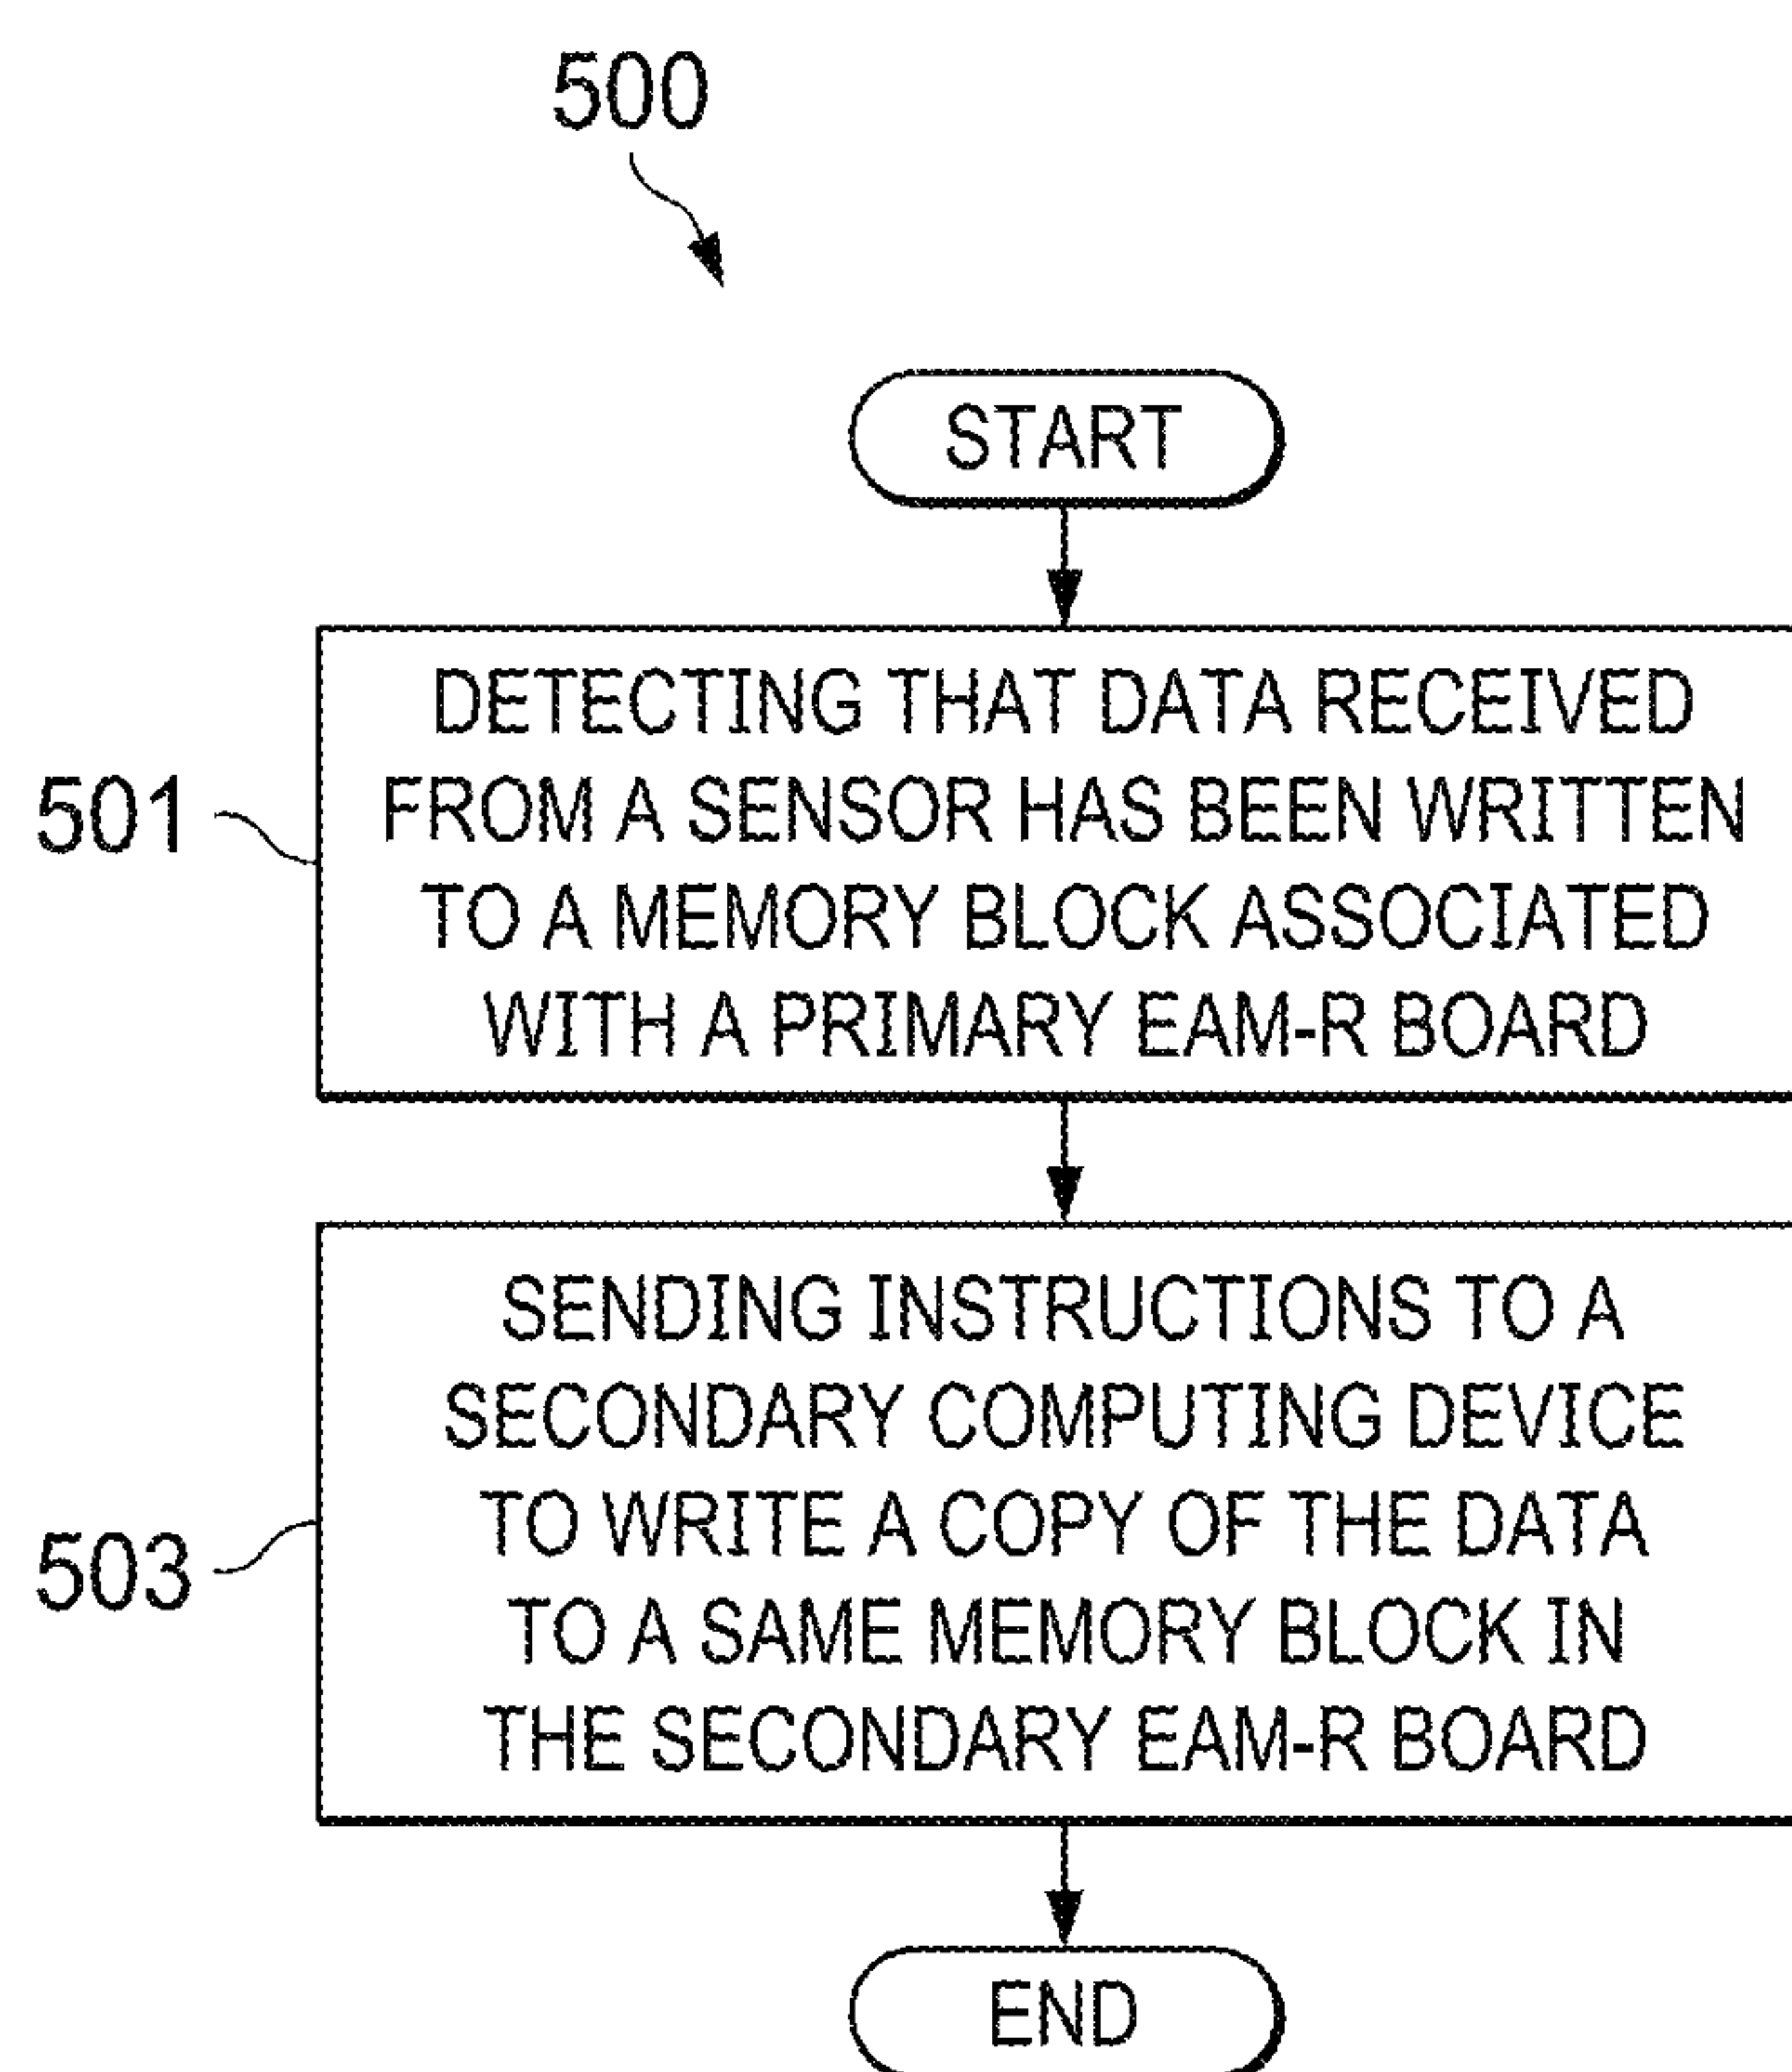 500
START
501
DETECTING THAT DATA RECEIVED
FROM A SENSOR HAS BEEN WRITTEN
TO A MEMORY BLOCK ASSOCIATED
WITH A PRIMARY EAM-R BOARD
503
SENDING INSTRUCTIONS TO A
SECONDARY COMPUTING DEVICE
TO WRITE A COPY OF THE DATA
TO A SAME MEMORY BLOCK IN
THE SECONDARY EAM-R BOARD
END